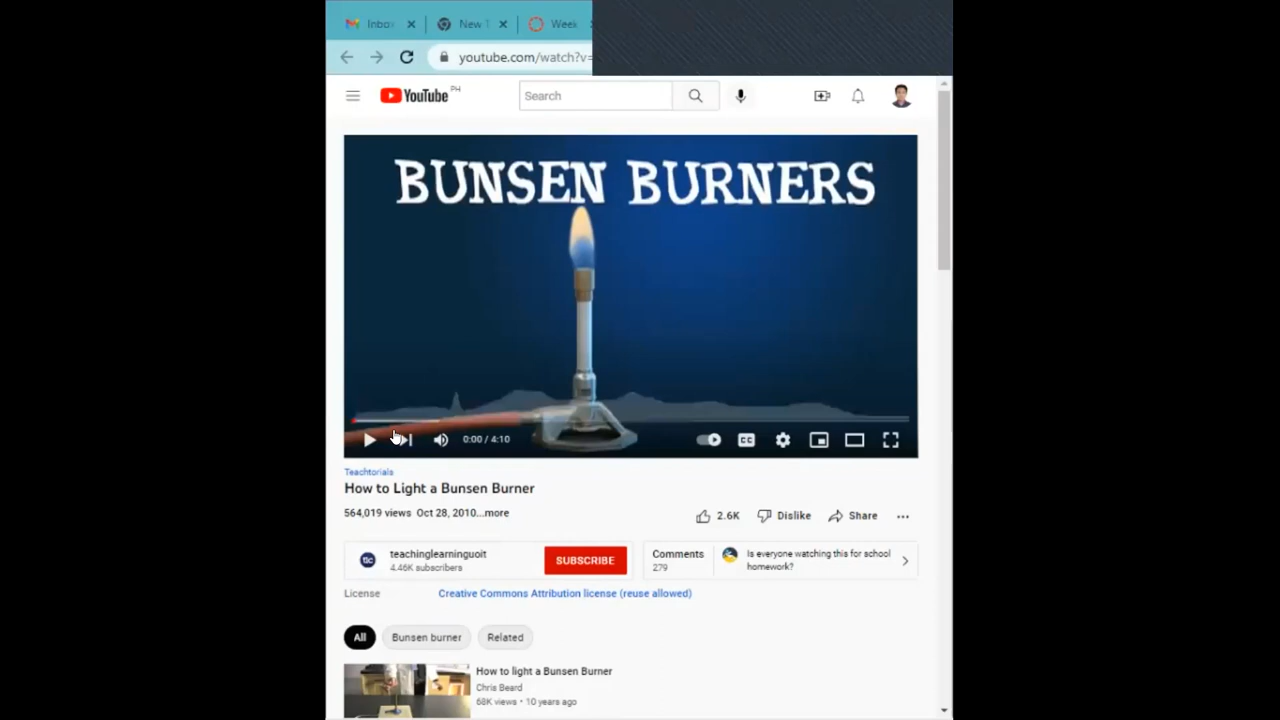 Inbox
New T
Week
youtube.com/watch?v=
YouTube PH
Search
BUNSEN BURNERS
0:00 / 4:10
CC
Teachtorials
How to Light a Bunsen Burner
564,019 views Oct 28, 2010...more
2.6K
Dislike
Share
tlc
teachinglearninguoit
4.46K subscribers
SUBSCRIBE
Comments
279
Is everyone watching this for school
homework?
License
Creative Commons Attribution license (reuse allowed)
All
Bunsen burner
Related
How to light a Bunsen Burner
Chris Beard
68K views • 10 years ago